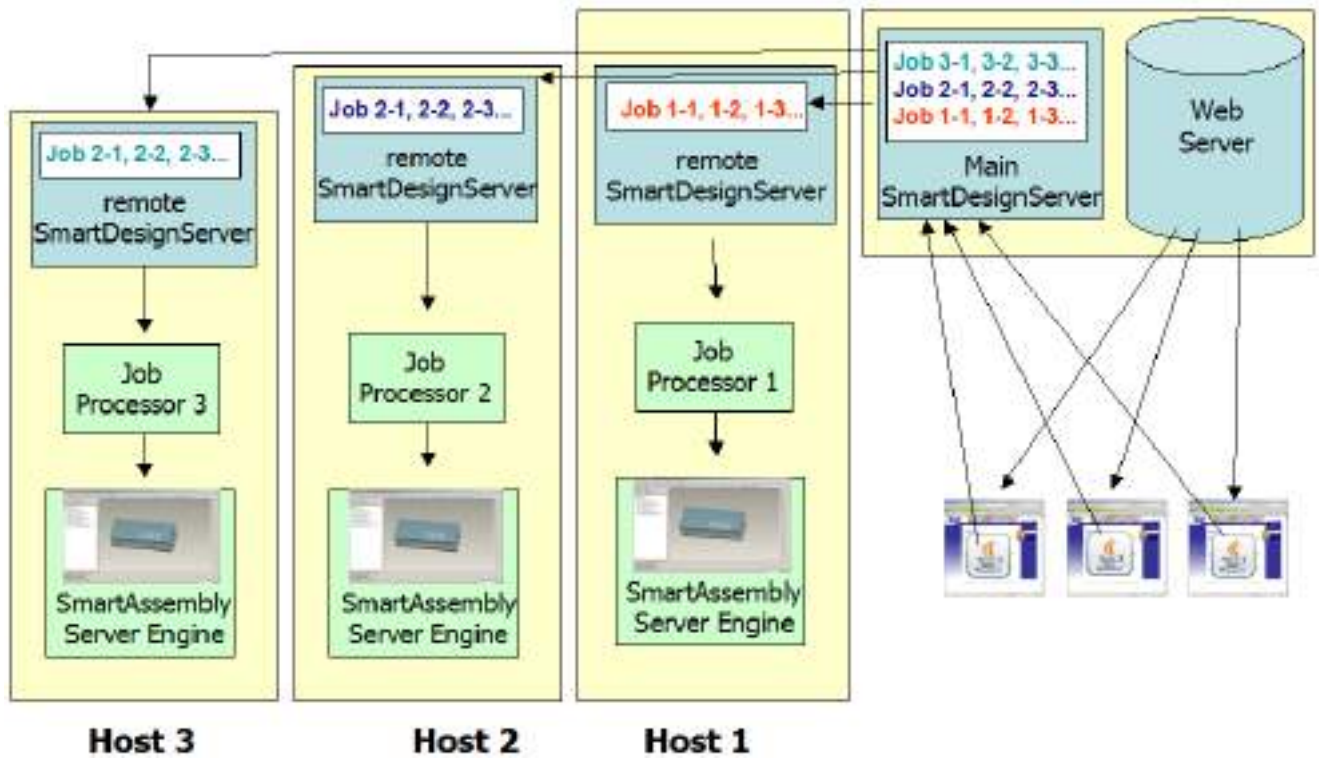 Job 3-1, 3-2, 3-3...
Job 2-1, 2-2, 2-3...
Job 1-1, 1-2, 1-3...
Main
SmartDesignServer
Web
Server
Job 1-1, 1-2, 1-3...
remote
SmartDesignServer
Job
Processor 1
SmartAssembly
Server Engine
Host 1
Job 2-1, 2-2, 2-3...
remote
SmartDesignServer
Job
Processor 2
SmartAssembly
Server Engine
Host 2
Job 2-1, 2-2, 2-3...
remote
SmartDesignServer
Job
Processor 3
SmartAssembly
Server Engine
Host 3